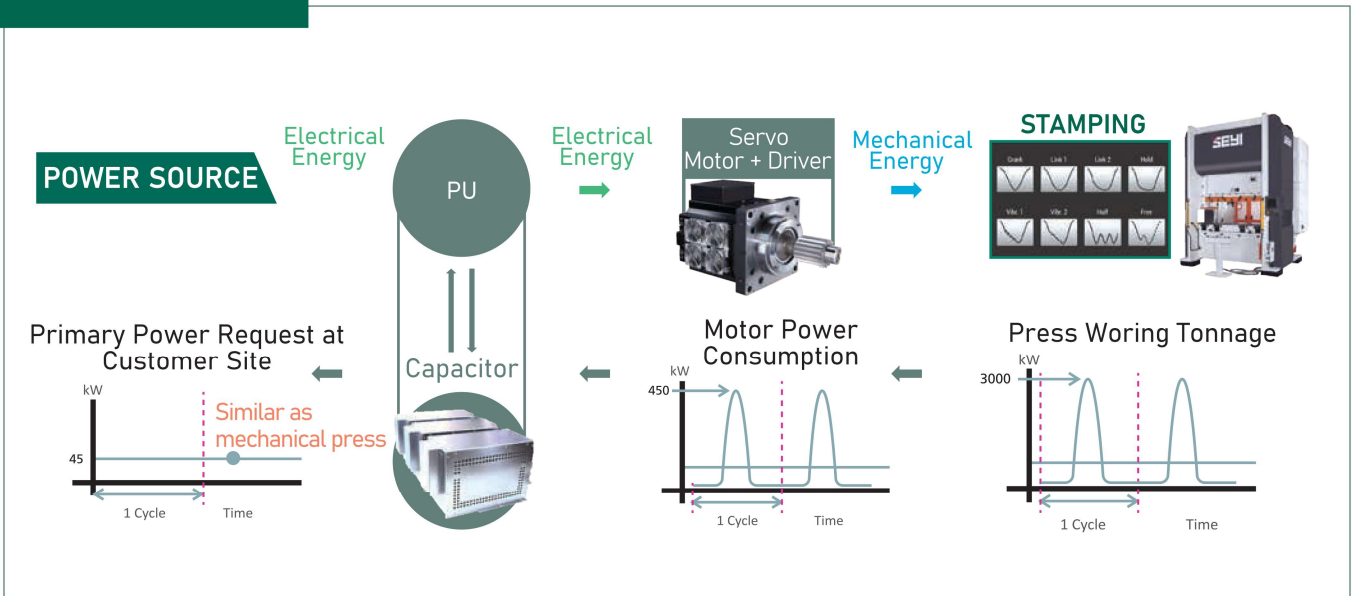 POWER SOURCE
Electrical
Energy
PU
Electrical
Energy
Servo
Motor + Driver
Mechanical
Energy
STAMPING
Crank
Link 1
Link 2
Hold
Vibr. 1
Vibr. 2
Half
Free
SEYI
Primary Power Request at
Customer Site
kW
45
Similar as
mechanical press
1 Cycle
Time
Capacitor
Motor Power
Consumption
kW
450
1 Cycle
Time
Press Woring Tonnage
kW
3000
1 Cycle
Time